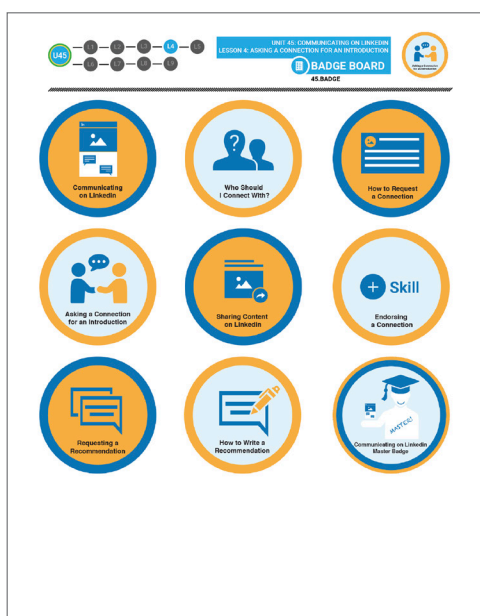 UNIT 45: COMMUNICATING ON LINKEDIN
LESSON 4: ASKING A CONNECTION FOR AN INTRODUCTION
BADGE BOARD
45.BADGE
U45
L1
L2
L3
L4
L5
L6
L7
L8
L9
Communicating
on Linkedin
Who Should
I Connect With?
How to Request
a Connection
Asking a Connection
for an Introduction
Sharing Content
on Linkedin
Skill
Endorsing
a Connection
Requesting a
Recommendation
How to Write a
Recommendation
MASTER!
Communicating on Linkedin
Master Badge